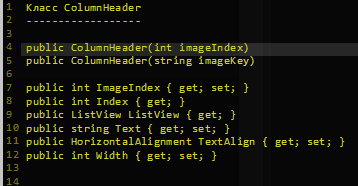 1 Класс ColumnHeader
2 -----------------
3
4 public ColumnHeader(int imageIndex)
5 public ColumnHeader(string imageKey)
6
7 public int ImageIndex { get; set; }
8 public int Index { get; }
9 public ListView ListView { get; }
10 public string Text { get; set; }
11 public HorizontalAlignment TextAlign { get; set; }
12 public int Width { get; set; }
13
14